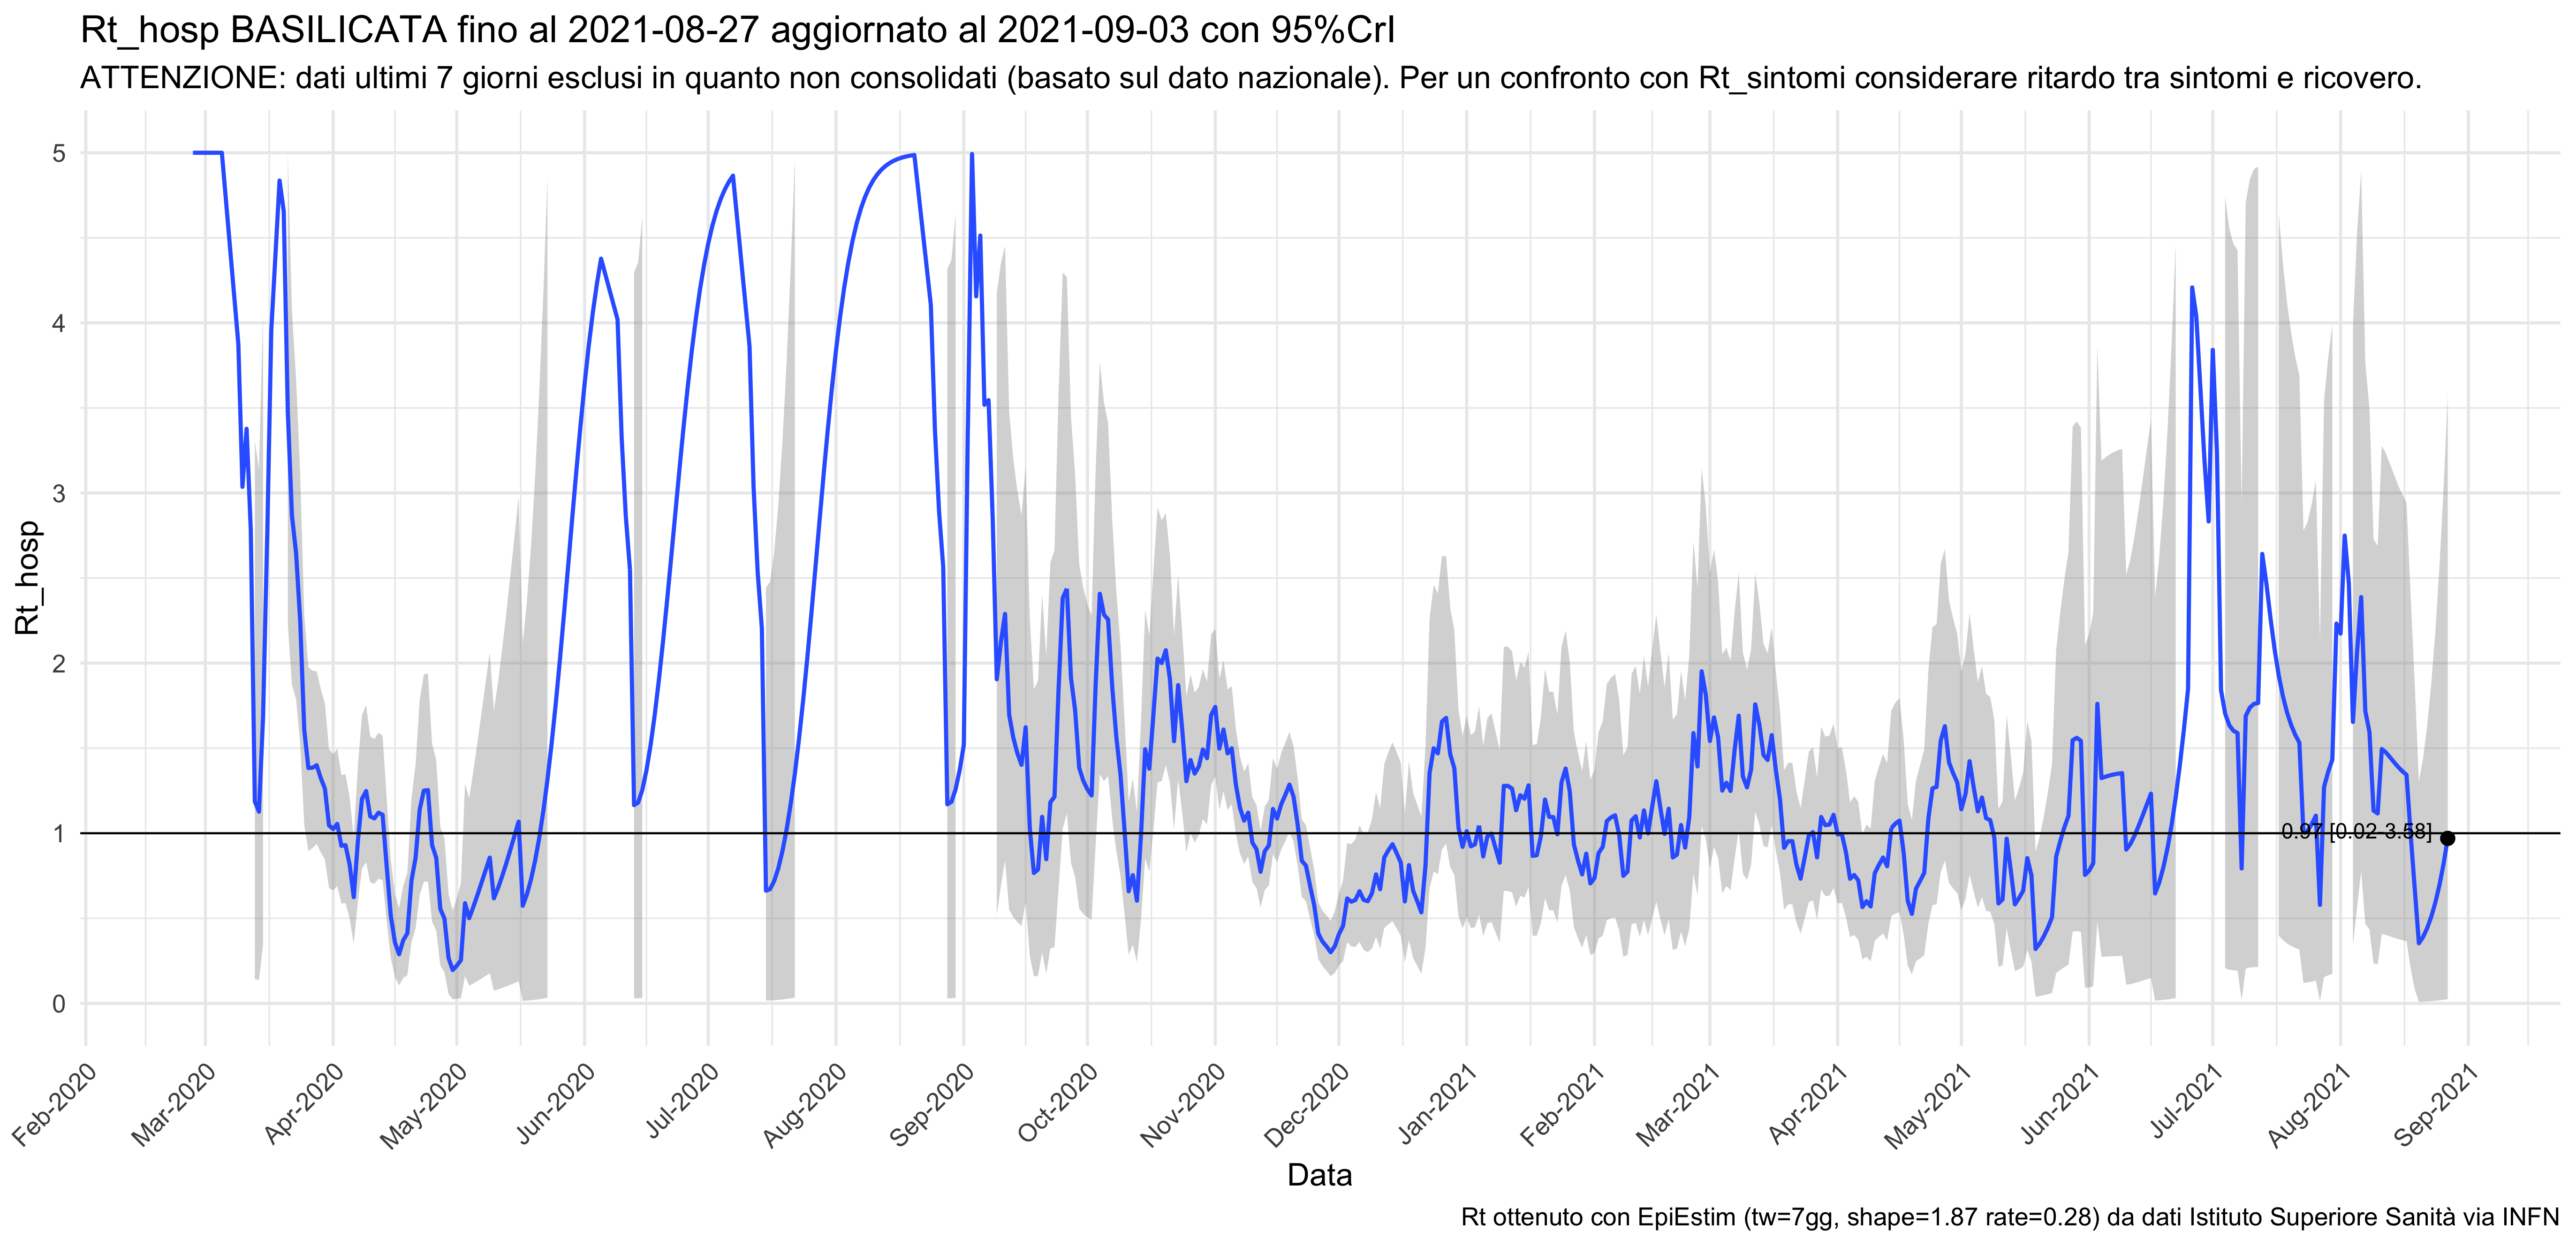 Rt_hosp BASILICATA fino al 2021-08-27 aggiornato al 2021-09-03 con 95%CrI
ATTENZIONE: dati ultimi 7 giorni esclusi in quanto non consolidati (basato sul dato nazionale). Per un confronto con Rt_sintomi considerare ritardo tra sintomi e ricovero.
5
4
3
2
1
0
Rt_hosp
0.97 [0.02-3.58]
Feb-2020
Mar-2020
Apr-2020
May-2020
Jun-2020
Jul-2020
Aug-2020
Sep-2020
Oct-2020
Nov-2020
Dec-2020
Jan-2021
Feb-2021
Mar-2021
Apr-2021
May-2021
Jun-2021
Jul-2021
Aug-2021
Sep-2021
Data
Rt ottenuto con EpiEstim (tw=7gg, shape=1.87 rate=0.28) da dati Istituto Superiore Sanità via INFN